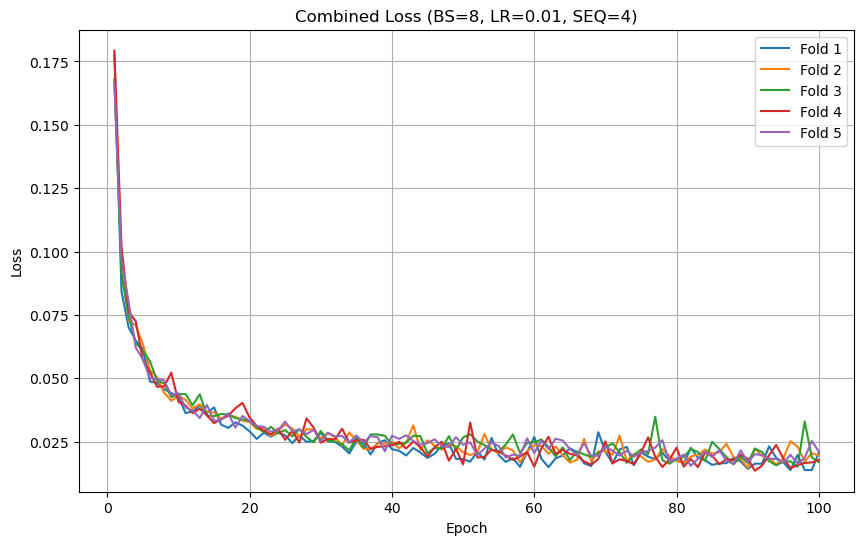 Combined Loss (BS=8, LR=0.01, SEQ=4)
Fold 1
Fold 2
Fold 3
Fold 4
Fold 5
0.175
0.150
0.125
0.100
0.075
0.050
0.025
Loss
0 20 40 60 80 100
Epoch